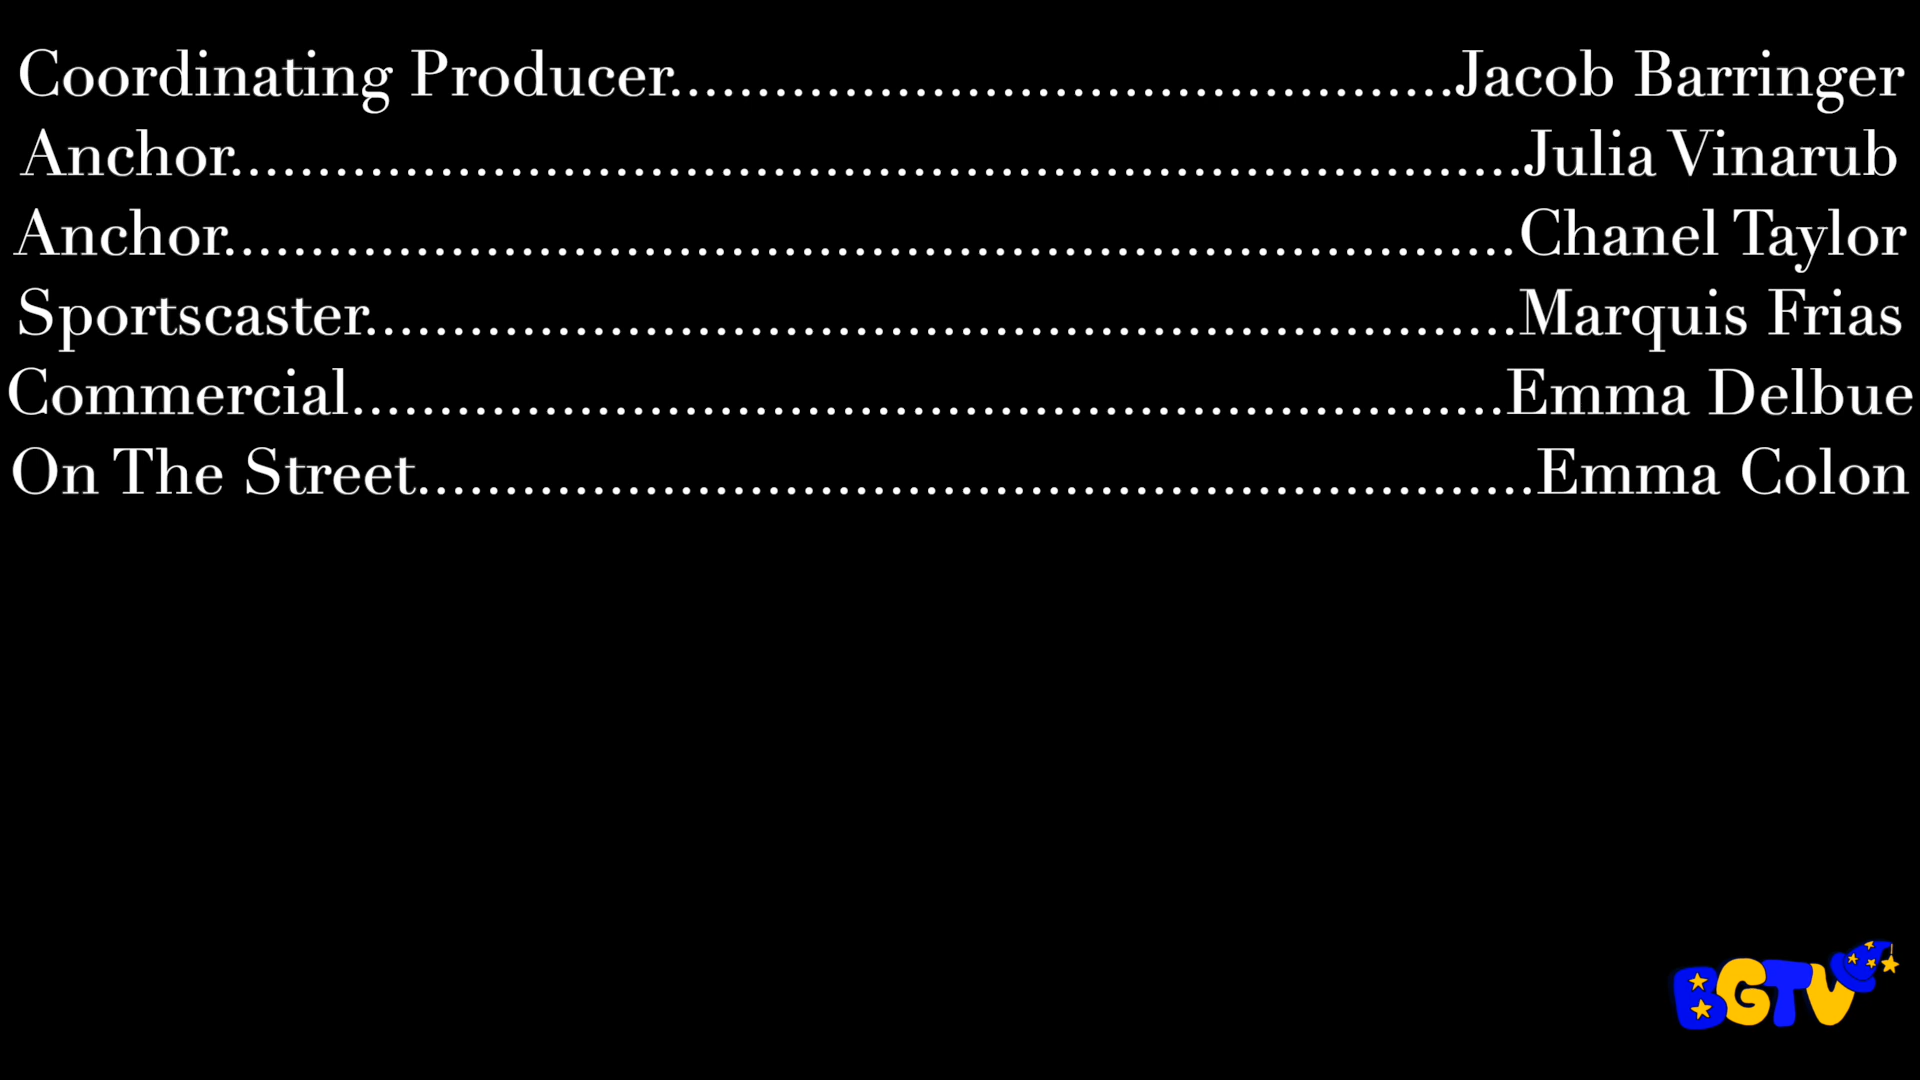 Coordinating Producer.............................................Jacob Barringer
Anchor..........................................................................Julia Vinarub
Anchor..........................................................................Chanel Taylor
Sportscaster..................................................................Marquis Frias
Commercial..................................................................Emma Delbue
On The Street................................................................Emma Colon
BGTV